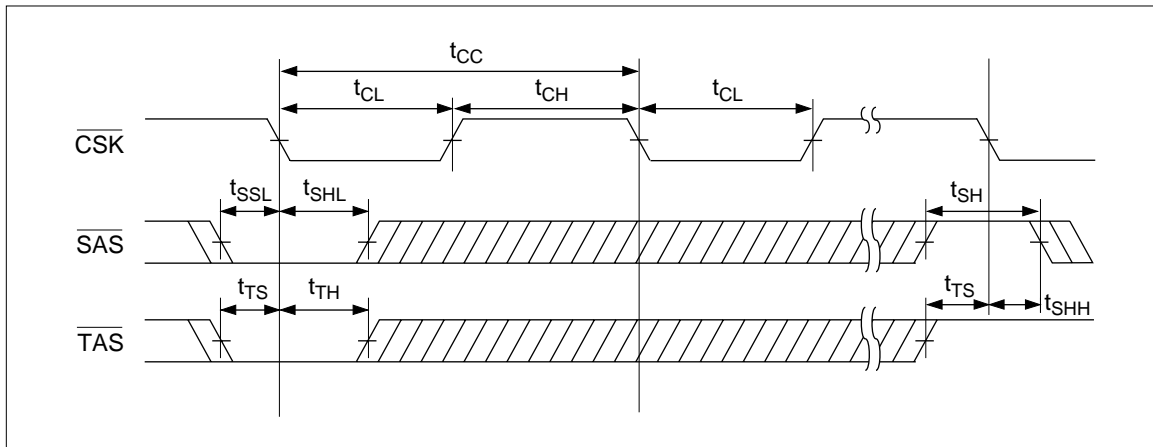 tCC
tCL tCH tCL
CSK
tSSL tSHL tSH
SAS
tTS tTH tTS tSHH
TAS